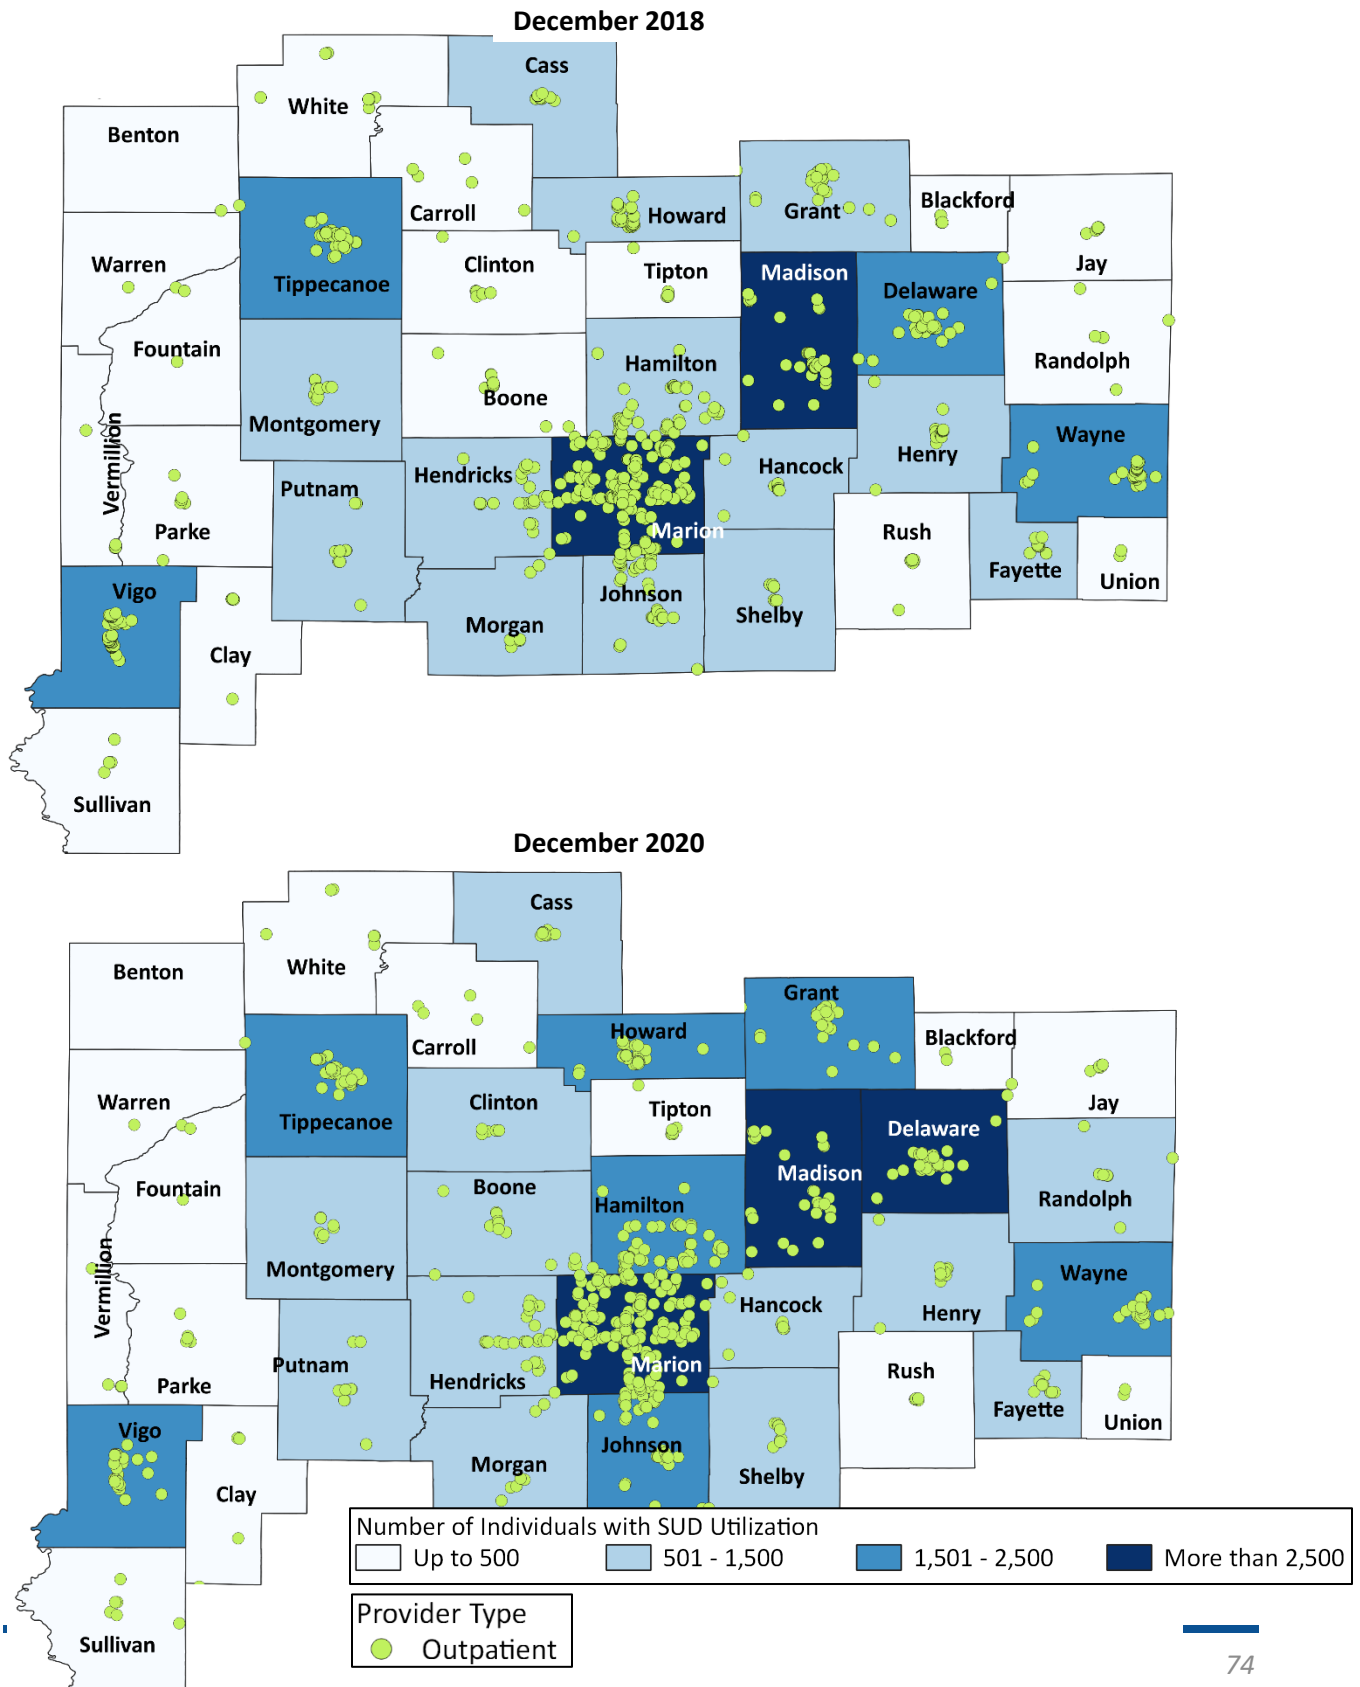 December 2018
Cass
White
Benton
Blackford
Carroll
Howard
Grant
Warren
Clinton
Tipton
Madison
Jay
Tippecanoe
Delaware
Fountain
Hamilton
Randolph
Boone
Montgomery
Wayne
Vermillion
Hendricks
Hancock
Henry
Putnam
Parke
Marion
Rush
Fayette
Union
Vigo
Johnson
Shelby
Morgan
Clay
Sullivan
December 2020
Cass
White
Benton
Grant
Howard
Blackford
Carroll
Warren
Clinton
Tipton
Jay
Tippecanoe
Delaware
Madison
Fountain
Boone
Hamilton
Randolph
Montgomery
Wayne
Vermillion
Hancock
Henry
Putnam
Marion
Rush
Parke
Hendricks
Fayette
Union
Vigo
Johnson
Morgan
Shelby
Clay
Number of Individuals with SUD Utilization
Up to 500
501 - 1,500
1,501 - 2,500
More than 2,500
Provider Type
Outpatient
Sullivan
74